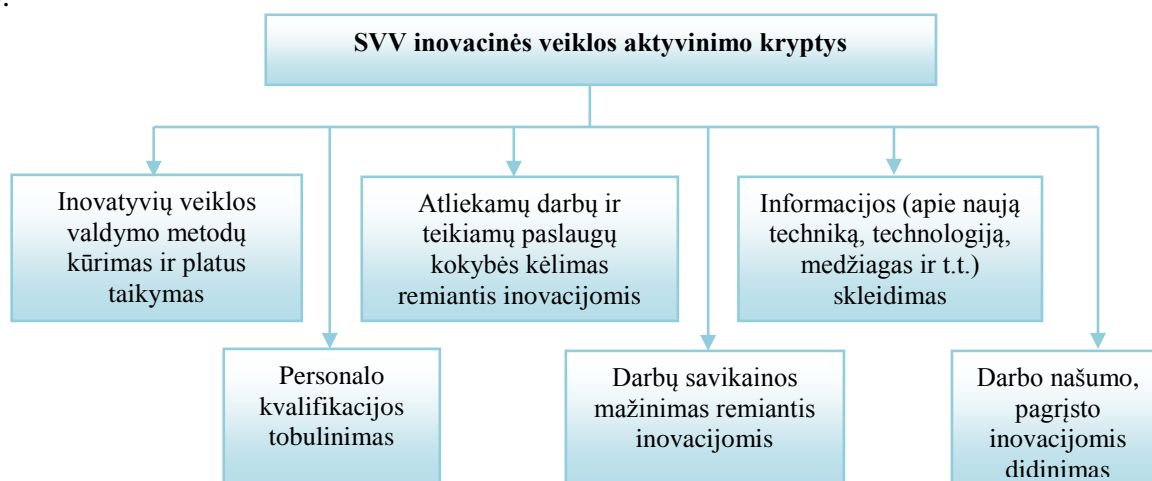 .
SVV inovacinės veiklos aktyvinimo kryptys
Inovatyvių veiklos
valdymo metodų
kūrimas ir platus
taikymas
Atliekamų darbų ir
teikiamų paslaugų
kokybės kėlimas
remiantis inovacijomis
Informacijos (apie naują
techniką, technologiją,
medžiagas ir t.t.)
skleidimas
Personalo
kvalifikacijos
tobulinimas
Darbų savikainos
mažinimas remiantis
inovacijomis
Darbo našumo,
pagrįsto
inovacijomis
didinimas